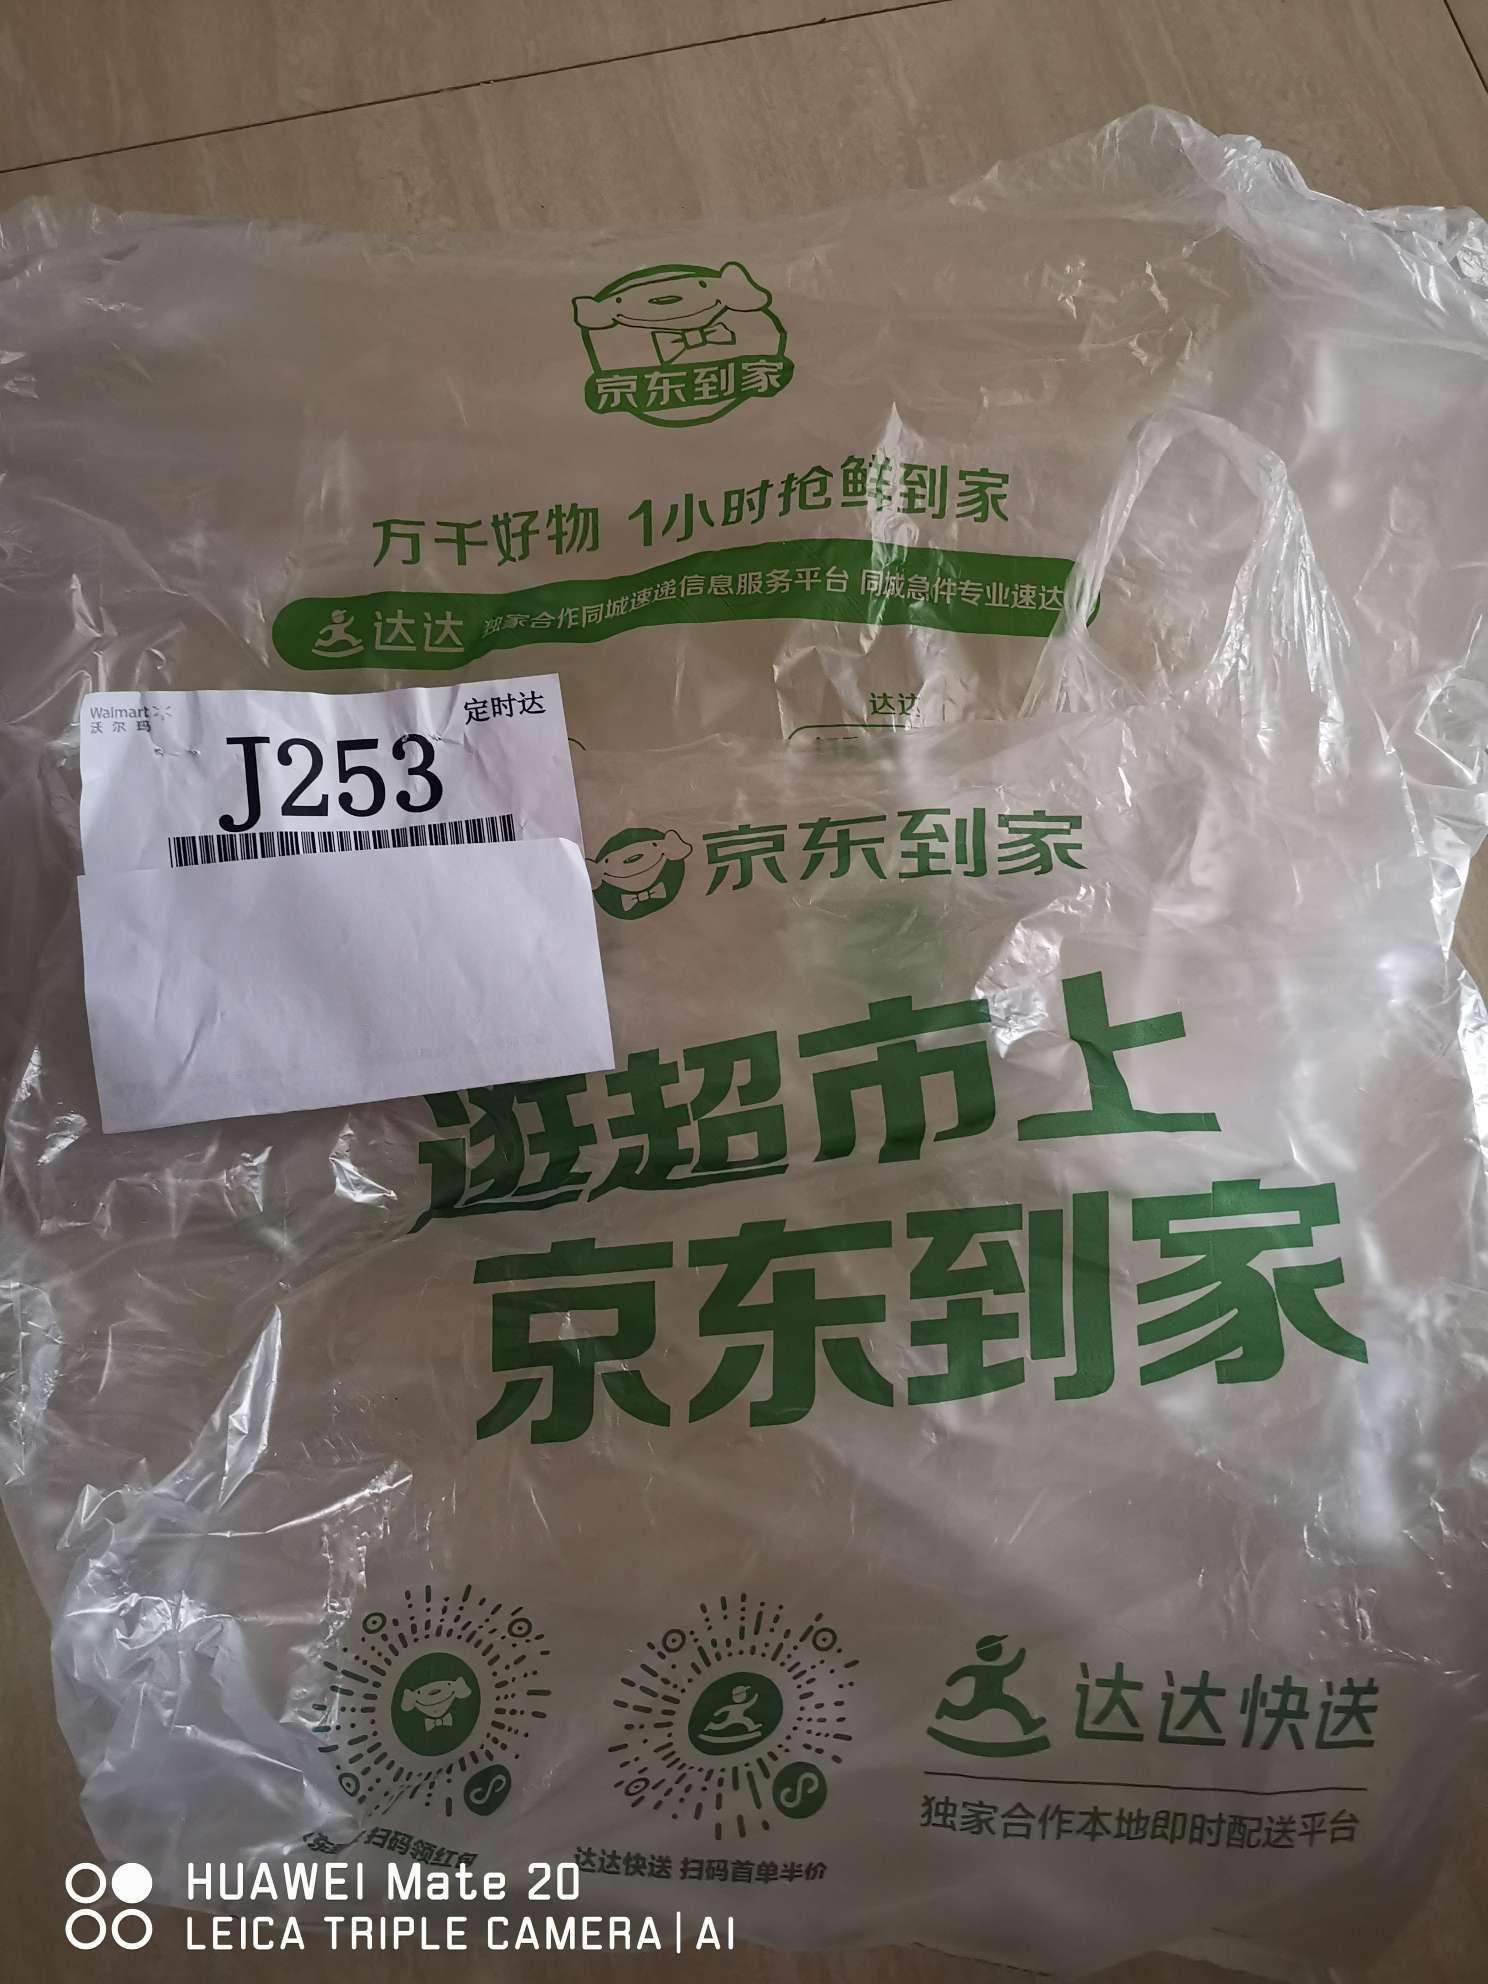 京东到家
万千好物 1小时抢鲜到家
达达 独家合作同城速递信息服务平台 同城急件专业速达
达达
Walmart
沃尔玛
定时达
J253
京东到家
逛超市上
京东到家
扫码领红包
达达快送 扫码首单半价
达达快送
独家合作本地即时配送平台
HUAWEI Mate 20
LEICA TRIPLE CAMERA|AI